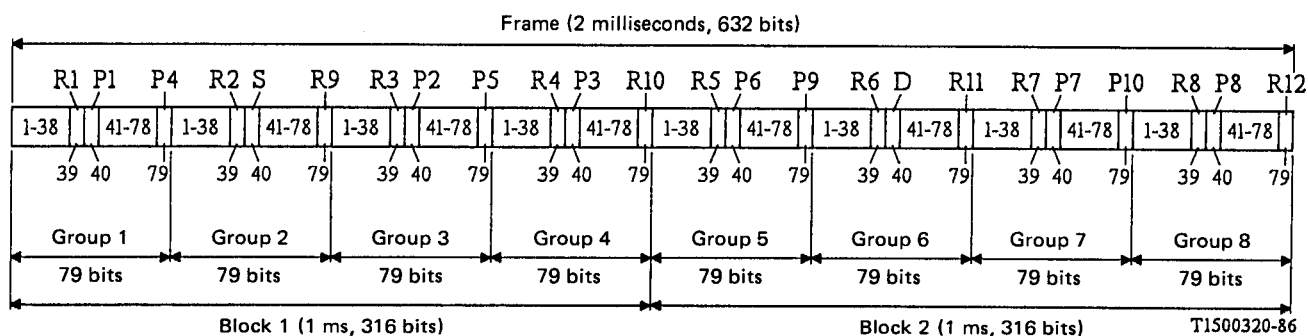 Frame (2 milliseconds, 632 bits)
R1 P1 P4 R2 S R9 R3 P2 P5 R4 P3 R10 R5 P6 P9 R6 D R11 R7 P7 P10 R8 P8 R12
1-38 41-78 1-38 41-78 1-38 41-78 1-38 41-78 1-38 41-78 1-38 41-78 1-38 41-78 1-38 41-78
39 40 79 39 40 79 39 40 79 39 40 79 39 40 79 39 40 79 39 40 79 39 40 79
Group 1 Group 2 Group 3 Group 4 Group 5 Group 6 Group 7 Group 8
79 bits 79 bits 79 bits 79 bits 79 bits 79 bits 79 bits 79 bits
Block 1 (1 ms, 316 bits) Block 2 (1 ms, 316 bits) T1500320-86